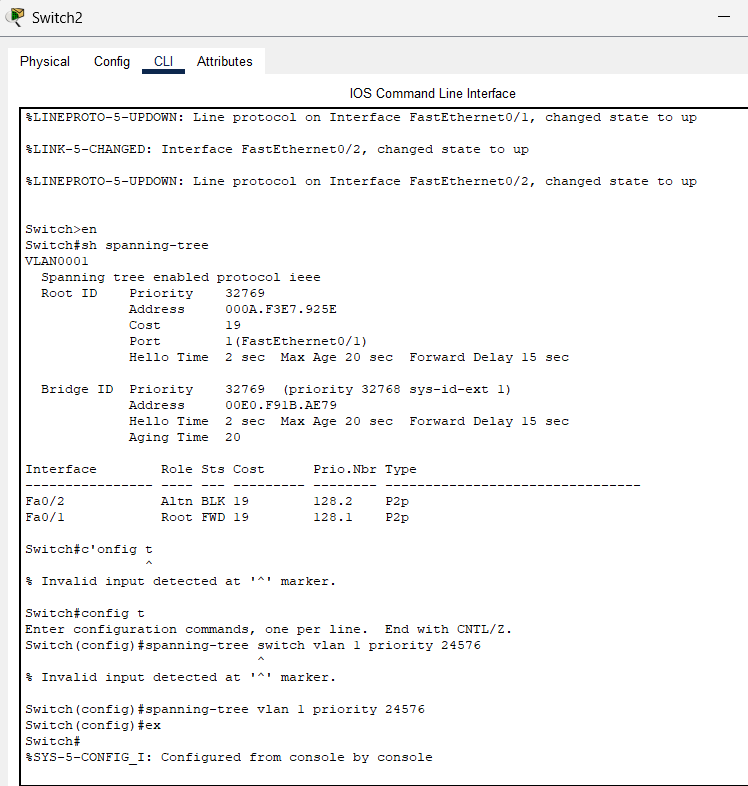 Switch2
Physical Config CLI Attributes
IOS Command Line Interface
%LINEPROTO-5-UPDOWN: Line protocol on Interface FastEthernet0/1, changed state to up
%LINK-5-CHANGED: Interface FastEthernet0/2, changed state to up
%LINEPROTO-5-UPDOWN: Line protocol on Interface FastEthernet0/2, changed state to up
Switch>en
Switch#sh spanning-tree
VLAN0001
  Spanning tree enabled protocol ieee
  Root ID    Priority    32769
             Address     000A.F3E7.925E
             Cost        19
             Port        1(FastEthernet0/1)
             Hello Time  2 sec  Max Age 20 sec  Forward Delay 15 sec
  Bridge ID  Priority    32769  (priority 32768 sys-id-ext 1)
             Address     00E0.F91B.AE79
             Hello Time  2 sec  Max Age 20 sec  Forward Delay 15 sec
             Aging Time  20
Interface        Role Sts Cost      Prio.Nbr Type
---------------- ---- --- --------- -------- --------------------------------
Fa0/2            Altn BLK 19        128.2    P2p
Fa0/1            Root FWD 19        128.1    P2p
Switch#c'onfig t
               ^
% Invalid input detected at '^' marker.
Switch#config t
Enter configuration commands, one per line.  End with CNTL/Z.
Switch(config)#spanning-tree switch vlan 1 priority 24576
                             ^
% Invalid input detected at '^' marker.
Switch(config)#spanning-tree vlan 1 priority 24576
Switch(config)#ex
Switch#
%SYS-5-CONFIG_I: Configured from console by console